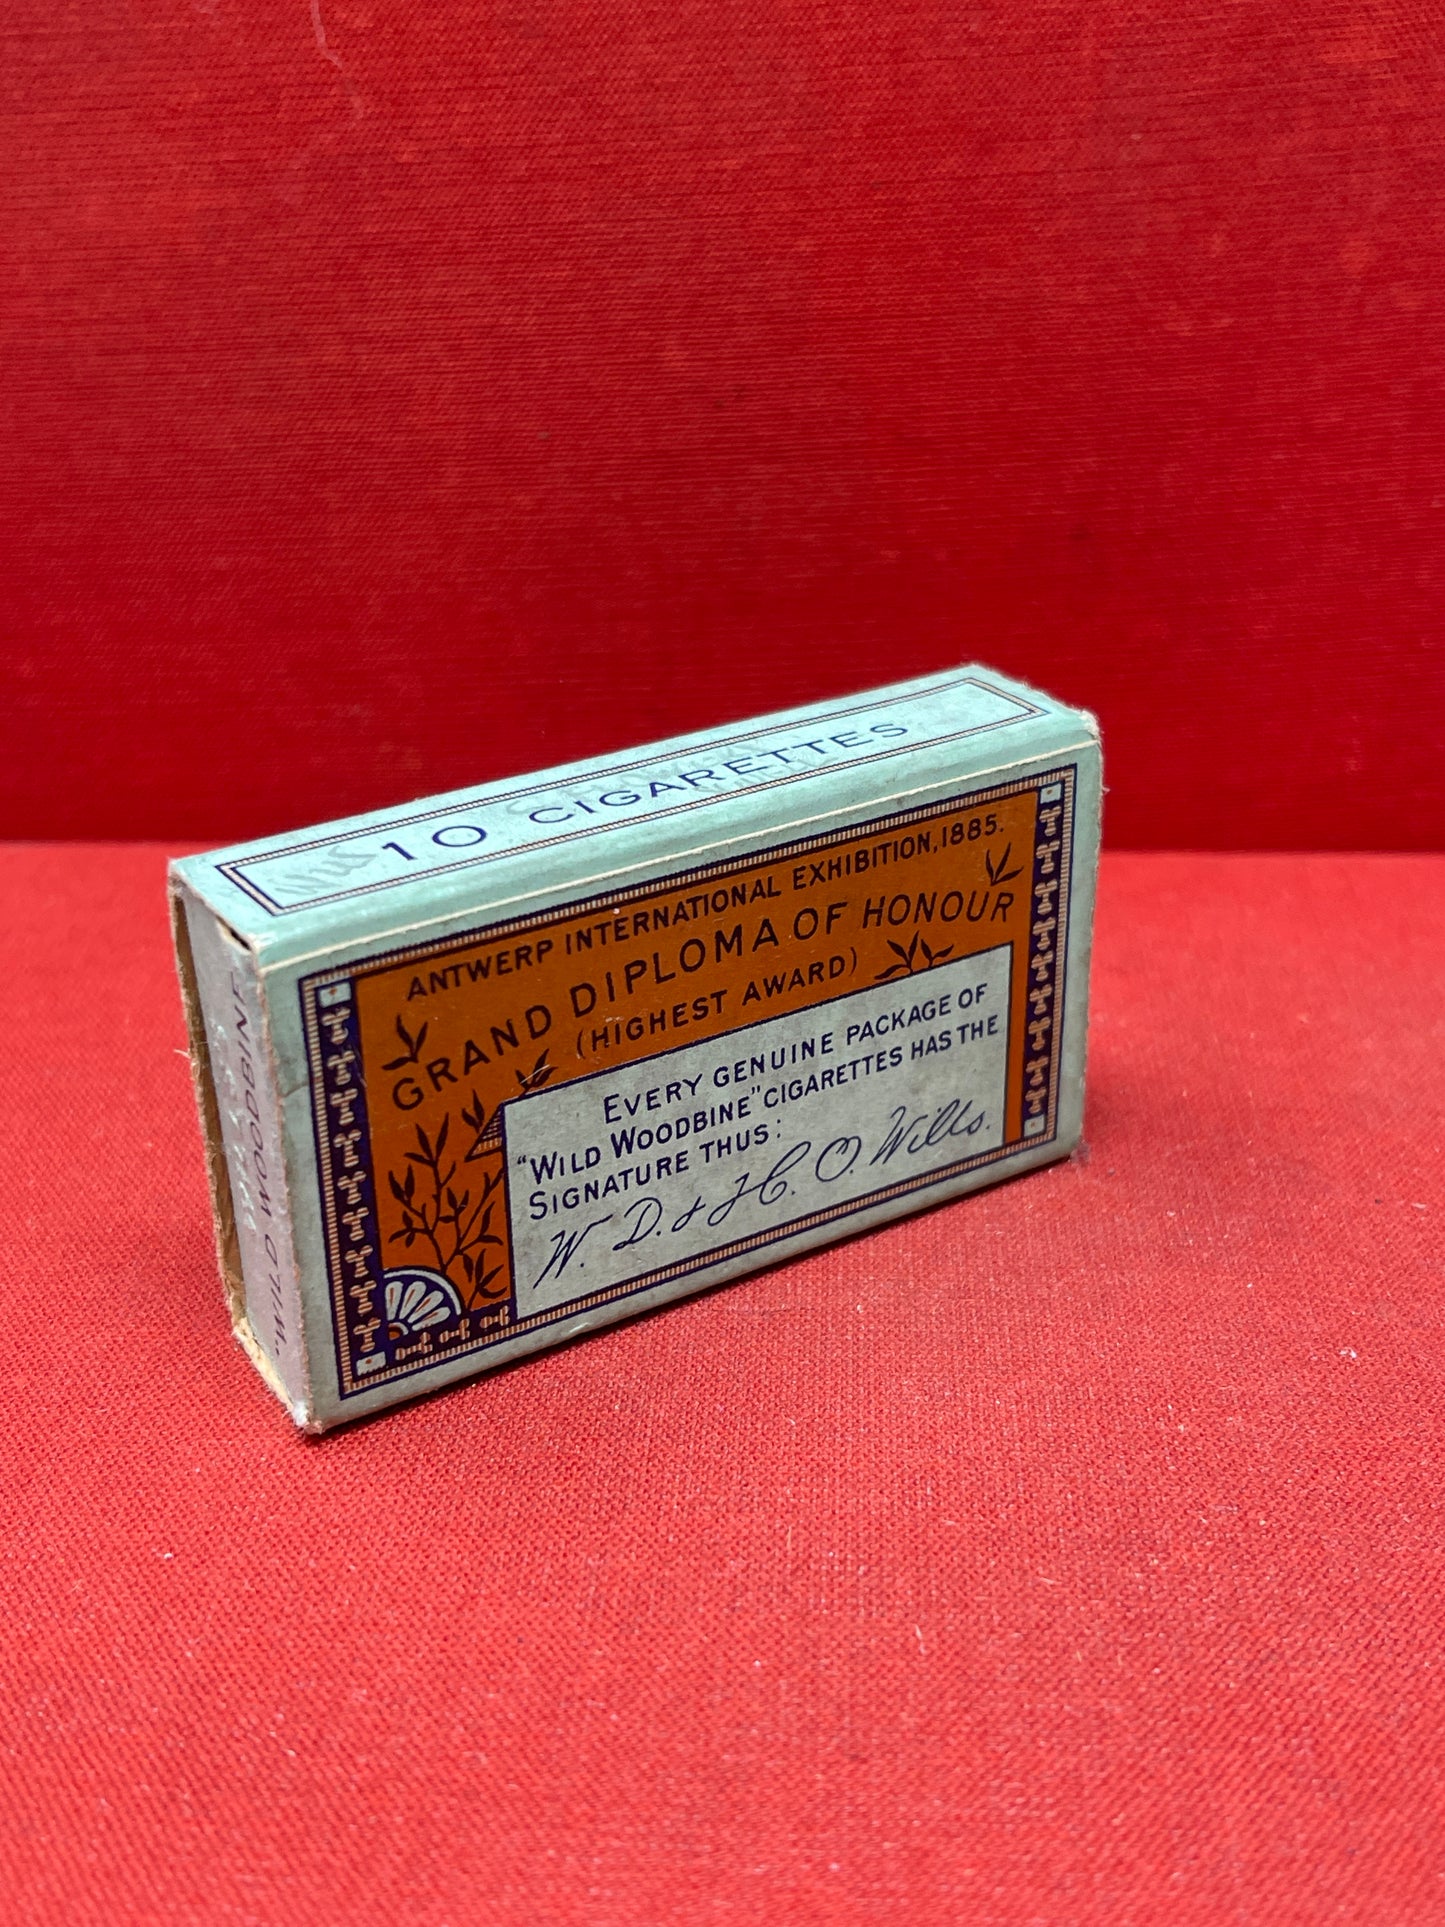 10 CIGARETTES
ANTWERP INTERNATIONAL EXHIBITION, 1885.
GRAND DIPLOMA OF HONOUR
(HIGHEST AWARD)
EVERY GENUINE PACKAGE OF
"WILD WOODBINE" CIGARETTES HAS THE
SIGNATURE THUS:
W. D. & H. O. Wills.
"WILD WOODBINE